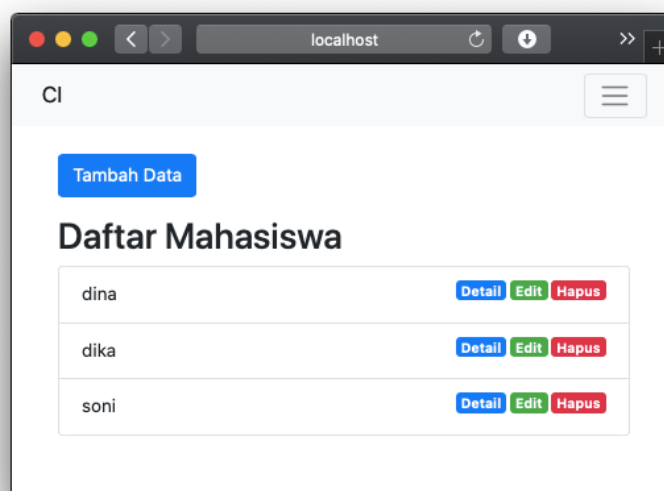 localhost
CI
Tambah Data
Daftar Mahasiswa
dina Detail Edit Hapus
dika Detail Edit Hapus
soni Detail Edit Hapus